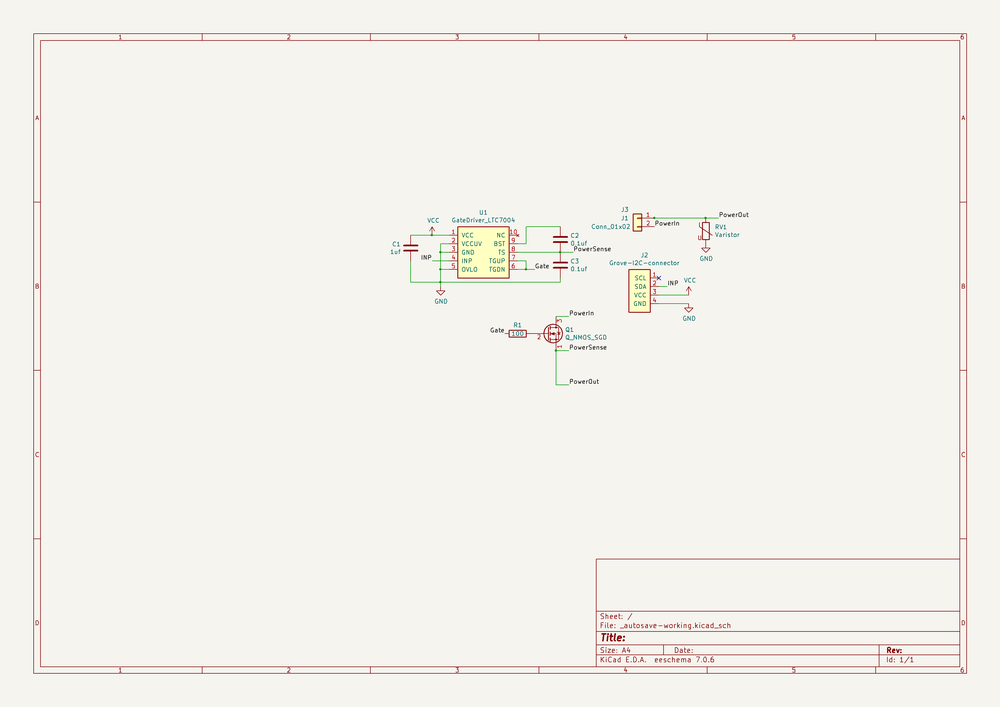 1 2 3 4 5 6
A A
B B
C C
D D
U1
GateDriver_LTC7004
VCC
C1
1uf
1 VCC NC 10
2 VCCUV BST 9
3 GND TS 8
INP 4 INP TGUP 7
5 OVLO TGDN 6
C2
0.1uf
PowerSense
C3
0.1uf
Gate
GND
J3
J1
Conn_01x02
1
2
PowerOut
PowerIn
RV1
Varistor
U
GND
J2
Grove-I2C-connector
SCL 1
SDA 2
VCC 3
GND 4
INP
VCC
GND
PowerIn
3
Gate
R1
100
2
Q1
Q_NMOS_SGD
1
PowerSense
PowerOut
Sheet: /
File: _autosave-working.kicad_sch
Title:
Size: A4 Date: Rev:
KiCad E.D.A. eeschema 7.0.6 Id: 1/1
1 2 3 4 5 6